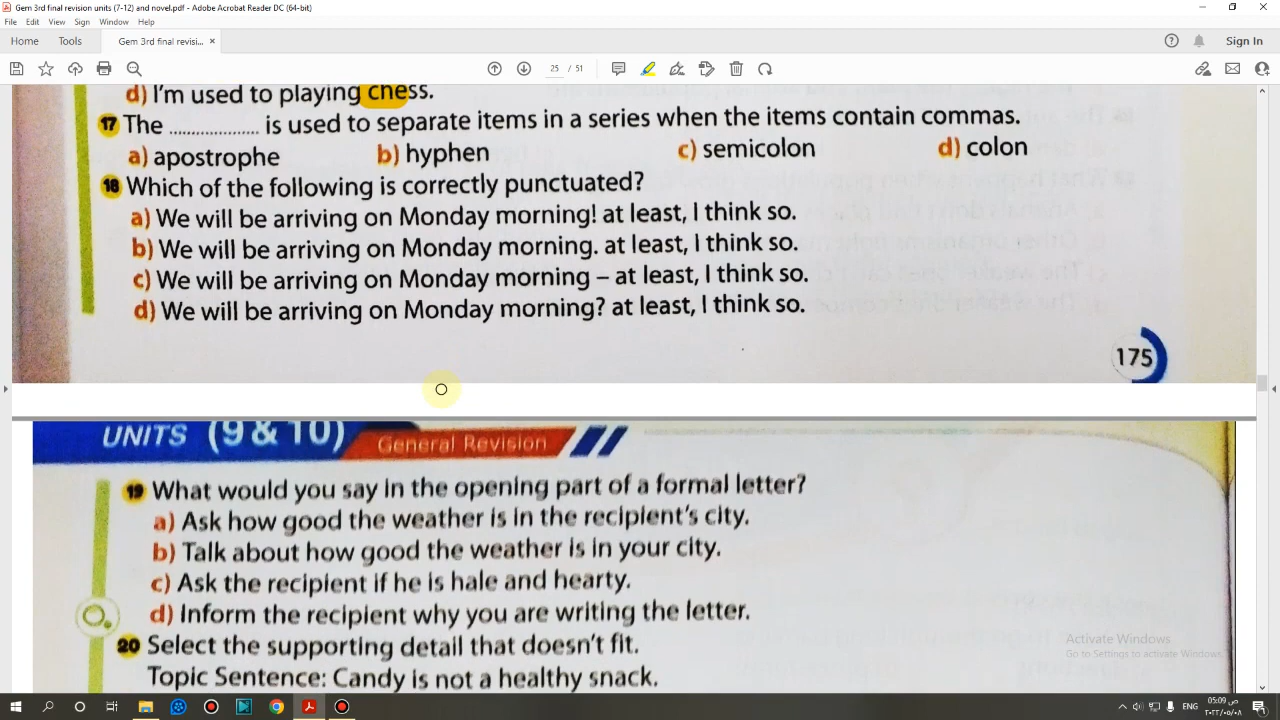 Gem 3rd final revision units (7-12) and novel.pdf - Adobe Acrobat Reader DC (64-bit)
File Edit View Sign Window Help
Home Tools Gem 3rd final revisi... × Sign In
25 / 51
d) I'm used to playing chess.
17 The .................. is used to separate items in a series when the items contain commas.
a) apostrophe b) hyphen c) semicolon d) colon
18 Which of the following is correctly punctuated?
a) We will be arriving on Monday morning! at least, I think so.
b) We will be arriving on Monday morning. at least, I think so.
c) We will be arriving on Monday morning – at least, I think so.
d) We will be arriving on Monday morning? at least, I think so.
175
UNITS (9 & 10) General Revision
19 What would you say in the opening part of a formal letter?
a) Ask how good the weather is in the recipient's city.
b) Talk about how good the weather is in your city.
c) Ask the recipient if he is hale and hearty.
d) Inform the recipient why you are writing the letter.
20 Select the supporting detail that doesn't fit.
Topic Sentence: Candy is not a healthy snack.
Activate Windows
Go to Settings to activate Windows.
ENG 05:09 ص
٢٠٢٢/٠٥/٠٨